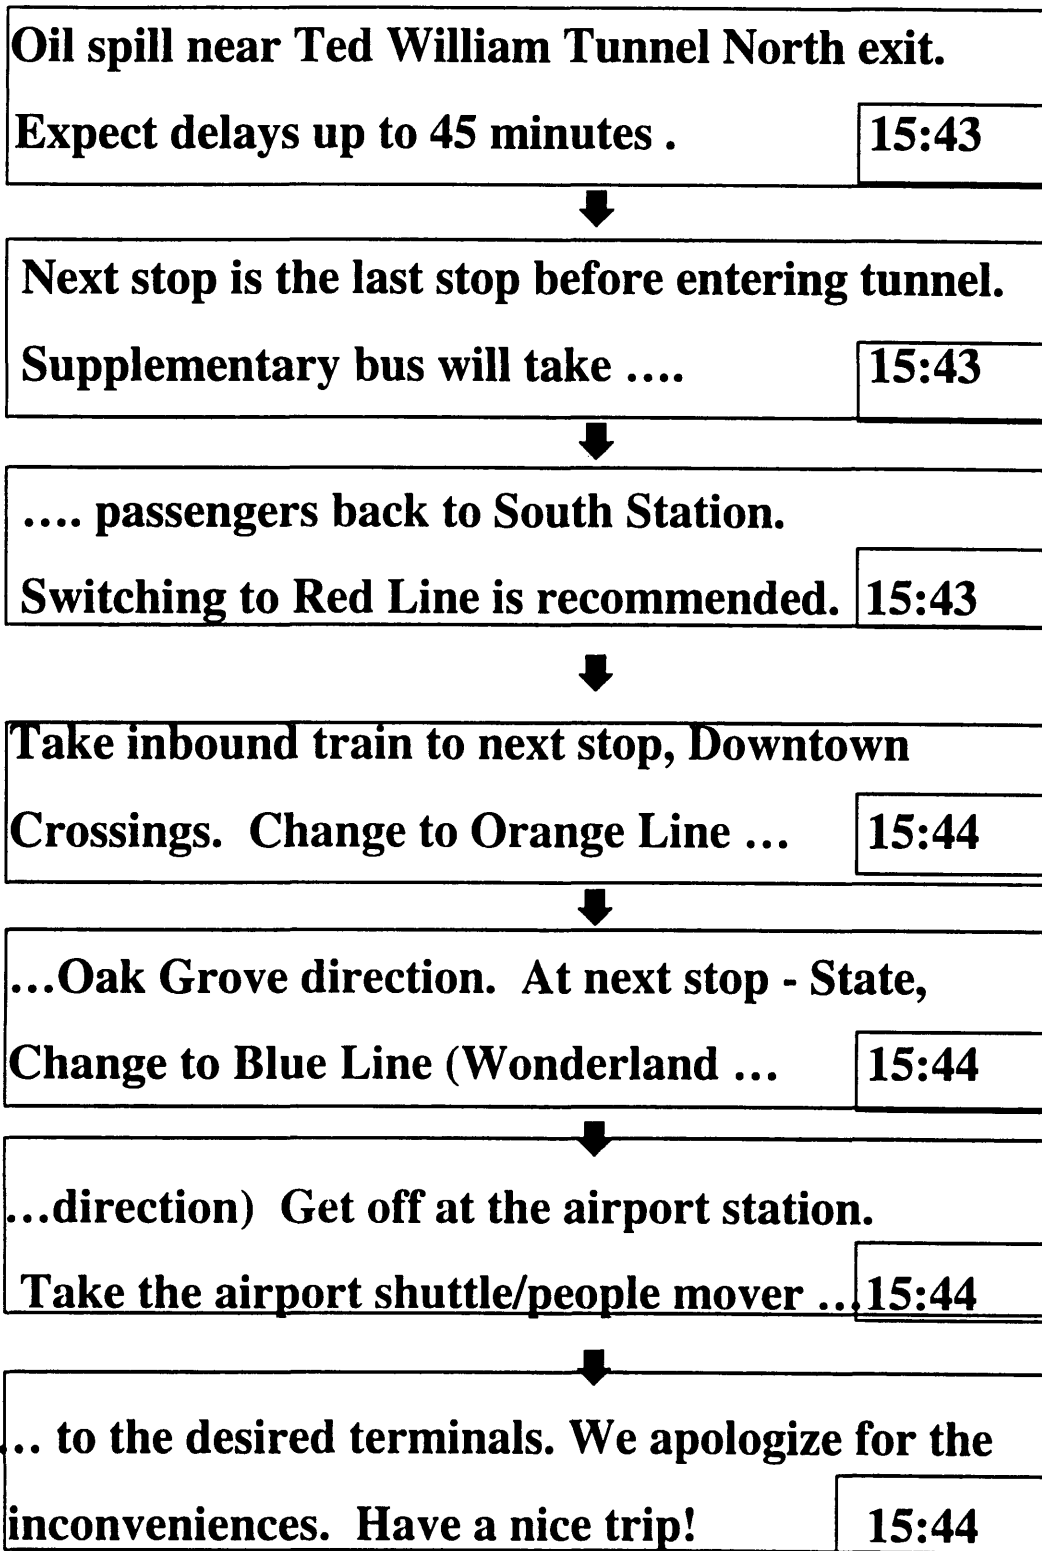 Oil spill near Ted William Tunnel North exit.
Expect delays up to 45 minutes . 15:43
Next stop is the last stop before entering tunnel.
Supplementary bus will take .... 15:43
.... passengers back to South Station.
Switching to Red Line is recommended. 15:43
Take inbound train to next stop, Downtown
Crossings. Change to Orange Line ... 15:44
...Oak Grove direction. At next stop - State,
Change to Blue Line (Wonderland ... 15:44
...direction) Get off at the airport station.
Take the airport shuttle/people mover ... 15:44
... to the desired terminals. We apologize for the
inconveniences. Have a nice trip! 15:44